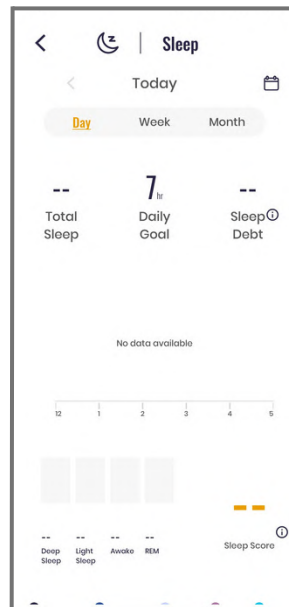 Sleep
Today
Day Week Month
-- 7hr --
Total Daily Sleep
Sleep Goal Debt
No data available
12 1 2 3 4 5
--
-- -- -- --
Deep Light Awake REM Sleep Score
Sleep Sleep